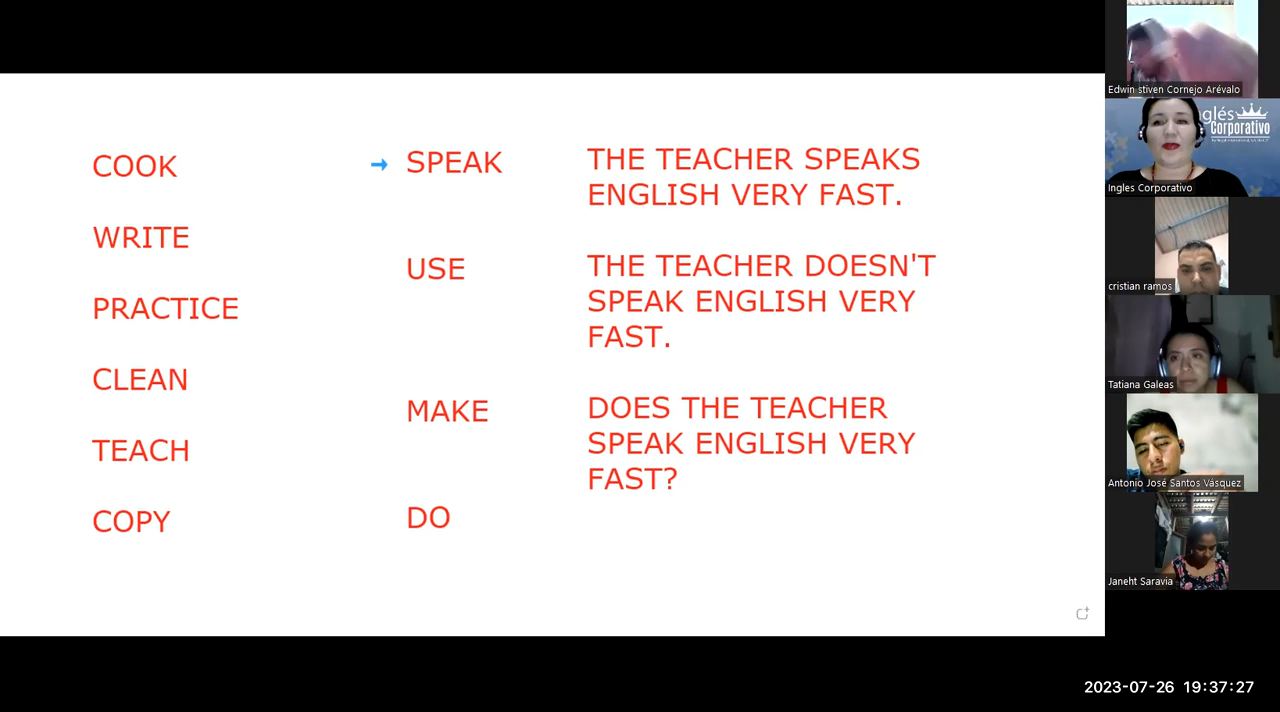 COOK
WRITE
PRACTICE
CLEAN
TEACH
COPY
→ SPEAK
USE
MAKE
DO
THE TEACHER SPEAKS
ENGLISH VERY FAST.
THE TEACHER DOESN'T
SPEAK ENGLISH VERY
FAST.
DOES THE TEACHER
SPEAK ENGLISH VERY
FAST?
Edwin stiven Cornejo Arévalo
glés
Corporativo
Ingles Corporativo
cristian ramos
Tatiana Galeas
Antonio José Santos Vásquez
Janeht Saravia
2023-07-26 19:37:27